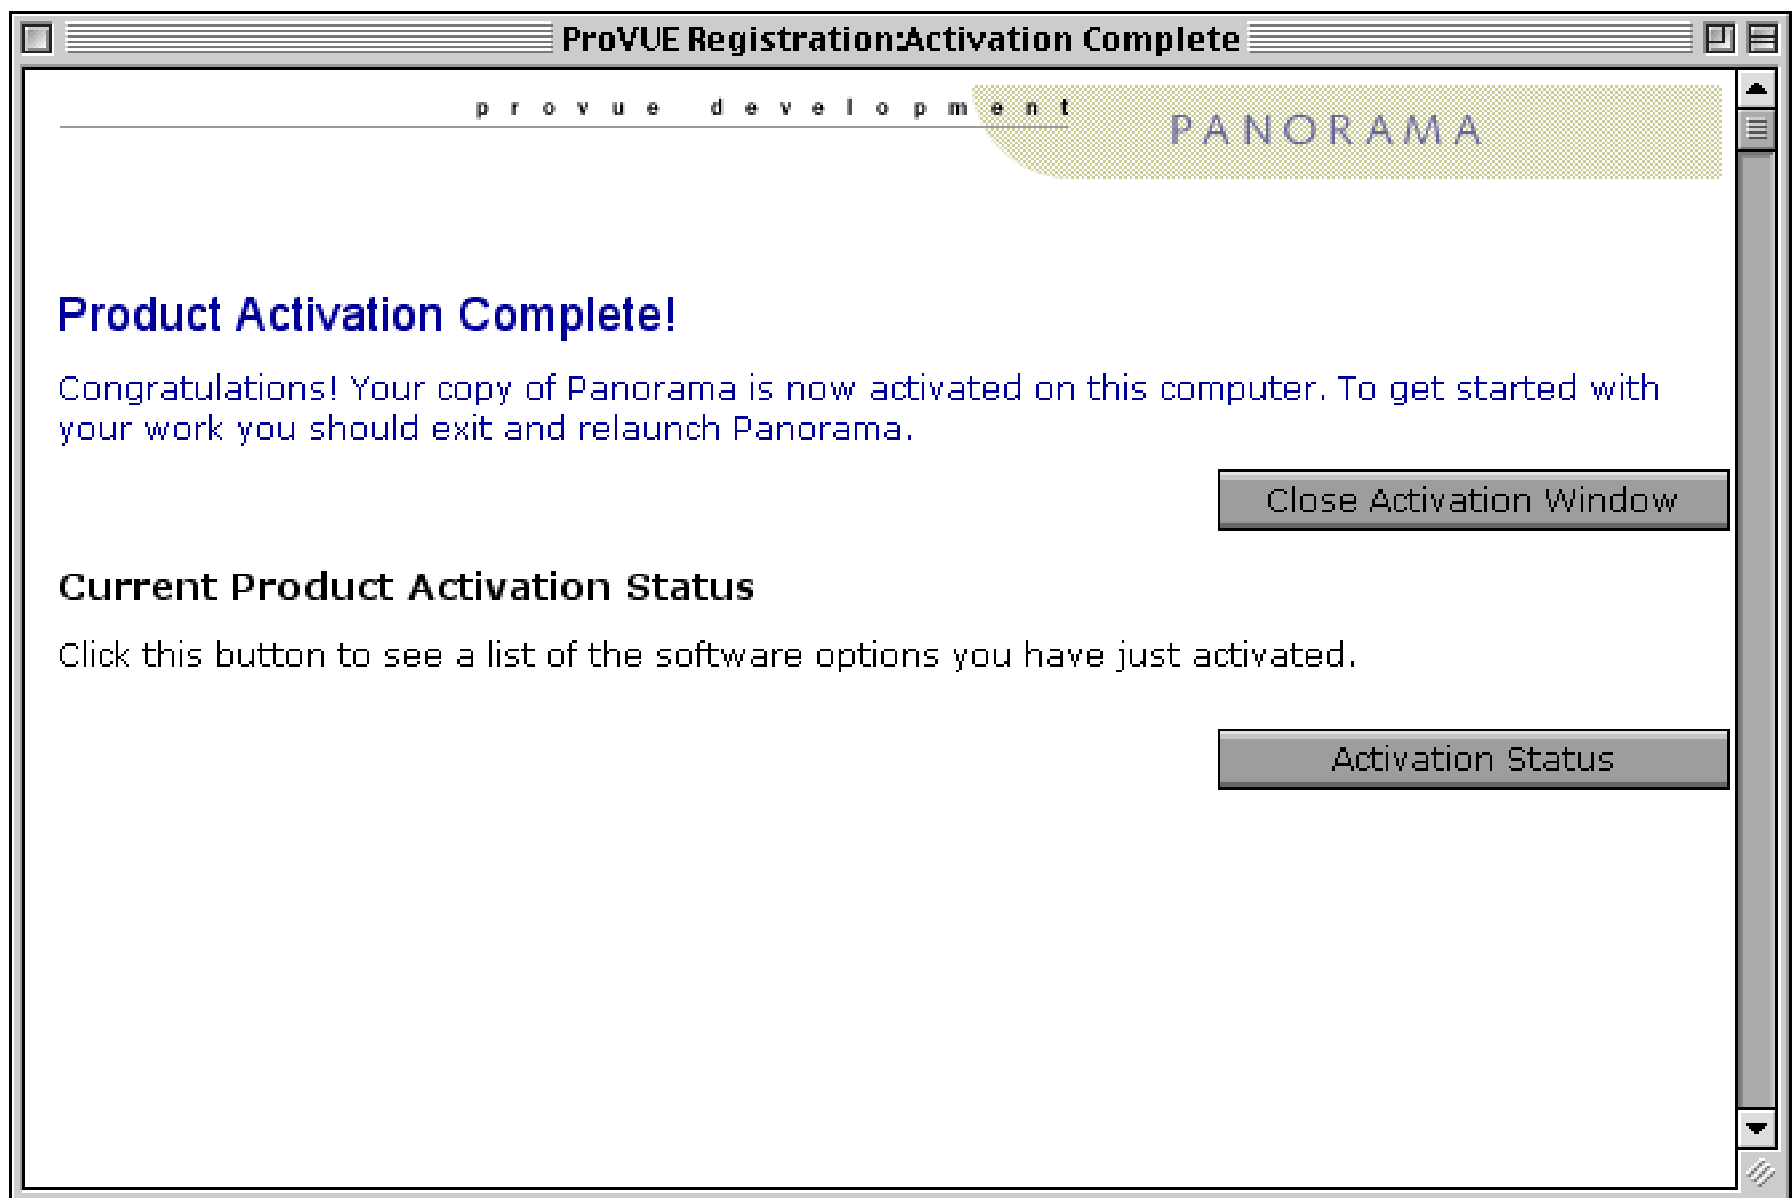 ProVUE Registration:Activation Complete
provue development
PANORAMA
Product Activation Complete!
Congratulations! Your copy of Panorama is now activated on this computer. To get started with
your work you should exit and relaunch Panorama.
Close Activation Window
Current Product Activation Status
Click this button to see a list of the software options you have just activated.
Activation Status